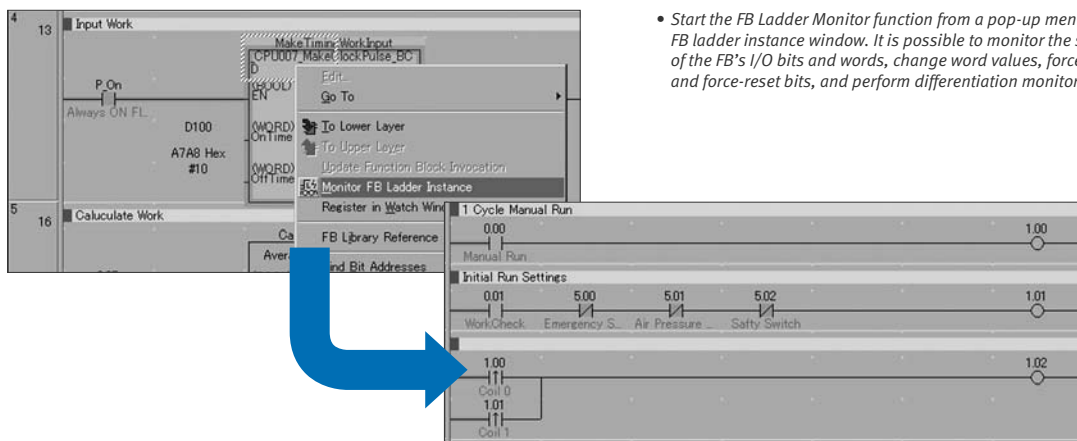 4
13
Input Work
MakeTimingWorkInput
CPU007_MakeClockPulse_BC
D
P_On
Always ON Fl..
(BOOL)
EN
D100
(WORD)
OnTime
A7A8 Hex
#10
(WORD)
OffTime
Edit..
Go To
To Lower Layer
To Upper Layer
Update Function Block Invocation
Monitor FB Ladder Instance
Register in Watch Win
FB Library Reference
ind Bit Addresses
5
16
Caluculate Work
Ca
Aver
• Start the FB Ladder Monitor function from a pop-up men
FB ladder instance window. It is possible to monitor the s
of the FB's I/O bits and words, change word values, force
and force-reset bits, and perform differentiation monitor
1 Cycle Manual Run
0.00
1.00
Manual Run
Initial Run Settings
0.01
5.00
5.01
5.02
1.01
WorkCheck
Emergency S..
Air Pressure ..
Safty Switch
1.00
1.02
Coil 0
1.01
Coil 1